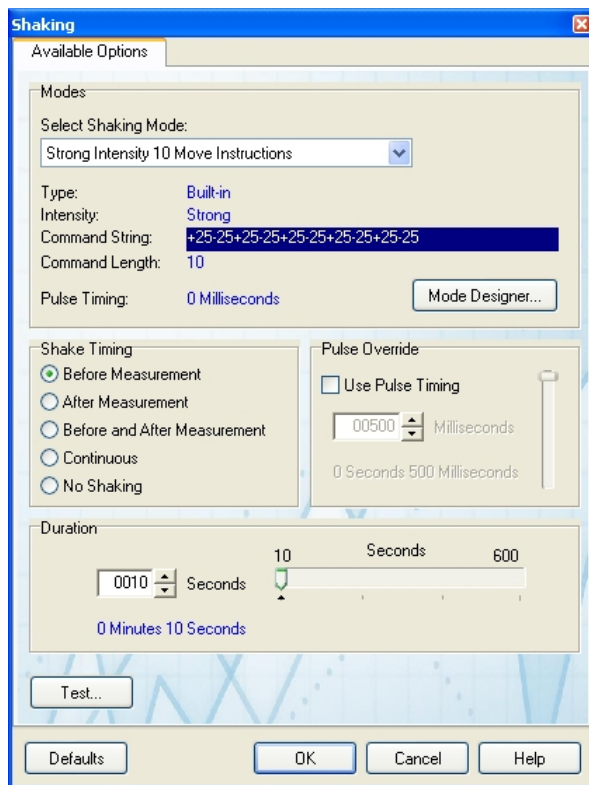 Shaking
Available Options
Modes
Select Shaking Mode:
Strong Intensity 10 Move Instructions
Type: Built-in
Intensity: Strong
Command String: +25-25+25-25+25-25+25-25+25-25
Command Length: 10
Pulse Timing: 0 Milliseconds Mode Designer...
Shake Timing
Before Measurement
After Measurement
Before and After Measurement
Continuous
No Shaking
Pulse Override
Use Pulse Timing
00500 Milliseconds
0 Seconds 500 Milliseconds
Duration
10 Seconds 600
0010 Seconds
0 Minutes 10 Seconds
Test...
Defaults OK Cancel Help